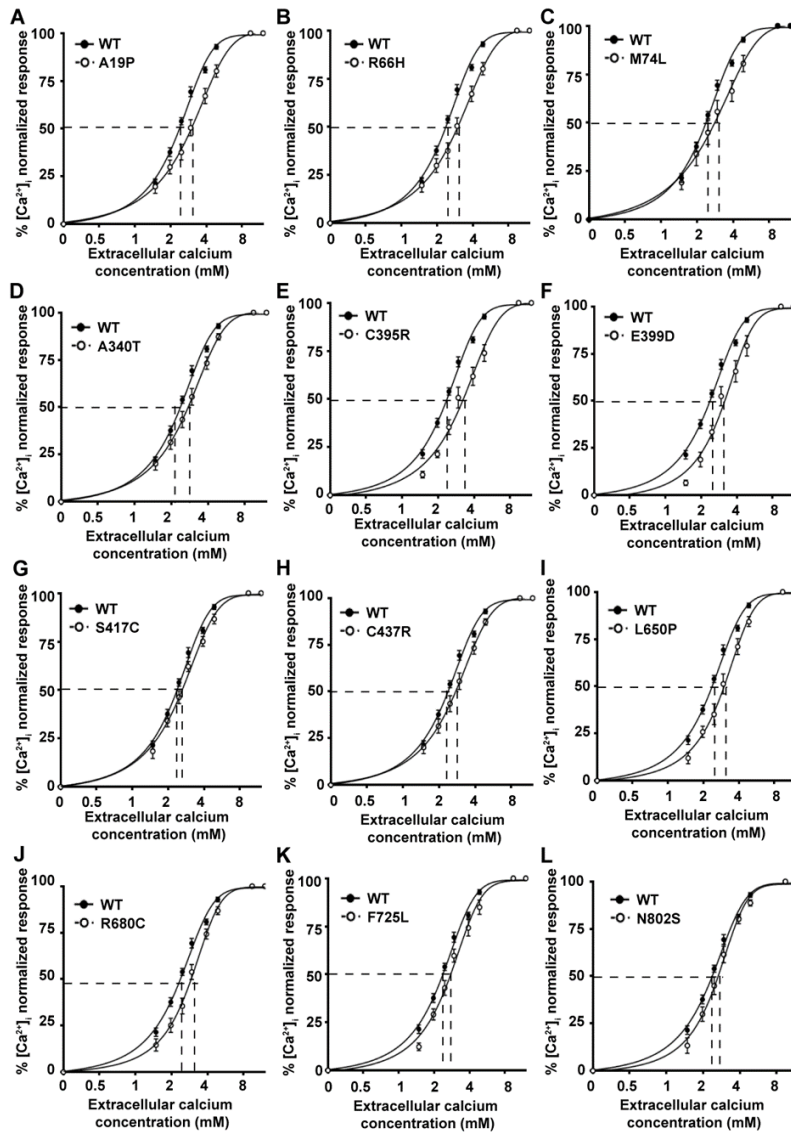 A
WT
A19P
% [Ca²⁺]ᵢ normalized response
100
75
50
25
0
0 0.5 1 2 4 8
Extracellular calcium
concentration (mM)
B
WT
R66H
% [Ca²⁺]ᵢ normalized response
100
75
50
25
0
0 0.5 1 2 4 8
Extracellular calcium
concentration (mM)
C
WT
M74L
% [Ca²⁺]ᵢ normalized response
100
75
50
25
0
0 0.5 1 2 4 8
Extracellular calcium
concentration (mM)
D
WT
A340T
% [Ca²⁺]ᵢ normalized response
100
75
50
25
0
0 0.5 1 2 4 8
Extracellular calcium
concentration (mM)
E
WT
C395R
% [Ca²⁺]ᵢ normalized response
100
75
50
25
0
0 0.5 1 2 4 8
Extracellular calcium
concentration (mM)
F
WT
E399D
% [Ca²⁺]ᵢ normalized response
100
75
50
25
0
0 0.5 1 2 4 8
Extracellular calcium
concentration (mM)
G
WT
S417C
% [Ca²⁺]ᵢ normalized response
100
75
50
25
0
0 0.5 1 2 4 8
Extracellular calcium
concentration (mM)
H
WT
C437R
% [Ca²⁺]ᵢ normalized response
100
75
50
25
0
0 0.5 1 2 4 8
Extracellular calcium
concentration (mM)
I
WT
L650P
% [Ca²⁺]ᵢ normalized response
100
75
50
25
0
0 0.5 1 2 4 8
Extracellular calcium
concentration (mM)
J
WT
R680C
% [Ca²⁺]ᵢ normalized response
100
75
50
25
0
0 0.5 1 2 4 8
Extracellular calcium
concentration (mM)
K
WT
F725L
% [Ca²⁺]ᵢ normalized response
100
75
50
25
0
0 0.5 1 2 4 8
Extracellular calcium
concentration (mM)
L
WT
N802S
% [Ca²⁺]ᵢ normalized response
100
75
50
25
0
0 0.5 1 2 4 8
Extracellular calcium
concentration (mM)